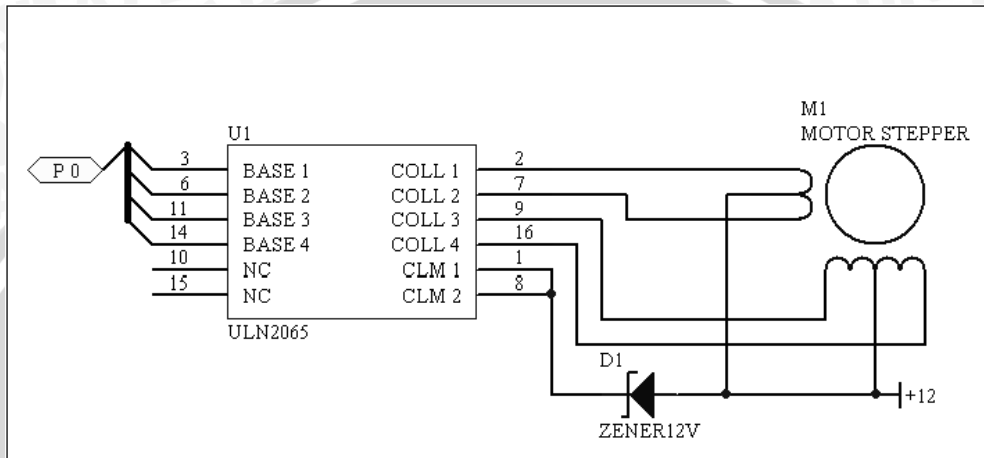 M1
MOTOR STEPPER
U1
P 0
3 BASE 1 COLL 1 2
6 BASE 2 COLL 2 7
11 BASE 3 COLL 3 9
14 BASE 4 COLL 4 16
10 NC CLM 1 1
15 NC CLM 2 8
ULN2065
D1
+12
ZENER12V